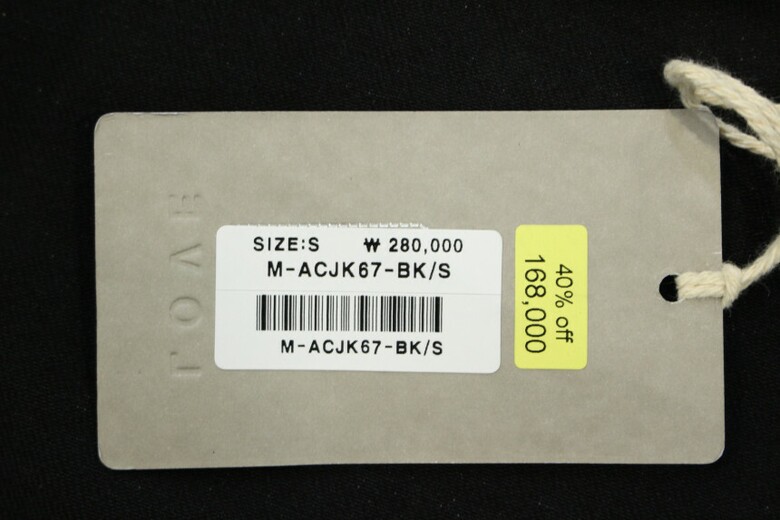 SIZE:S ₩ 280,000
M-ACJK67-BK/S
M-ACJK67-BK/S
40% off
168,000